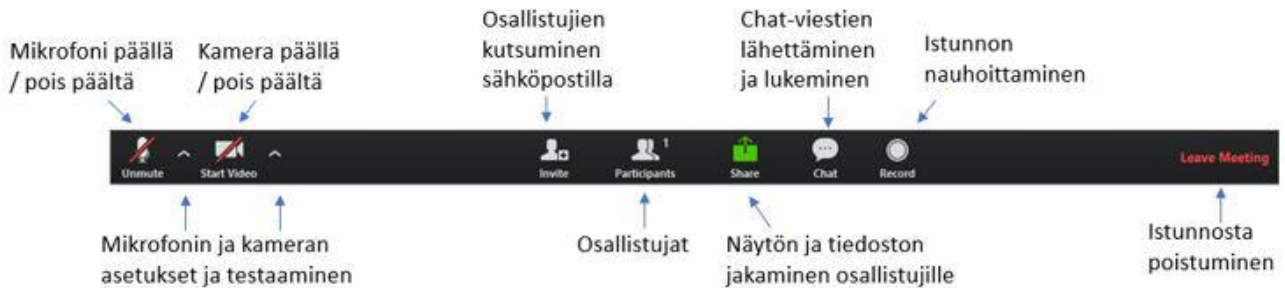 Mikrofoni päällä
/ pois päältä
Kamera päällä
/ pois päältä
Osallistujien
kutsuminen
sähköpostilla
Chat-viestien
lähettäminen
ja lukeminen
Istunnon
nauhoittaminen
Unmute
Start Video
Invite
Participants
1
Share
Chat
Record
Leave Meeting
Mikrofonin ja kameran
asetukset ja testaaminen
Osallistujat
Näytön ja tiedoston
jakaminen osallistujille
Istunnosta
poistuminen